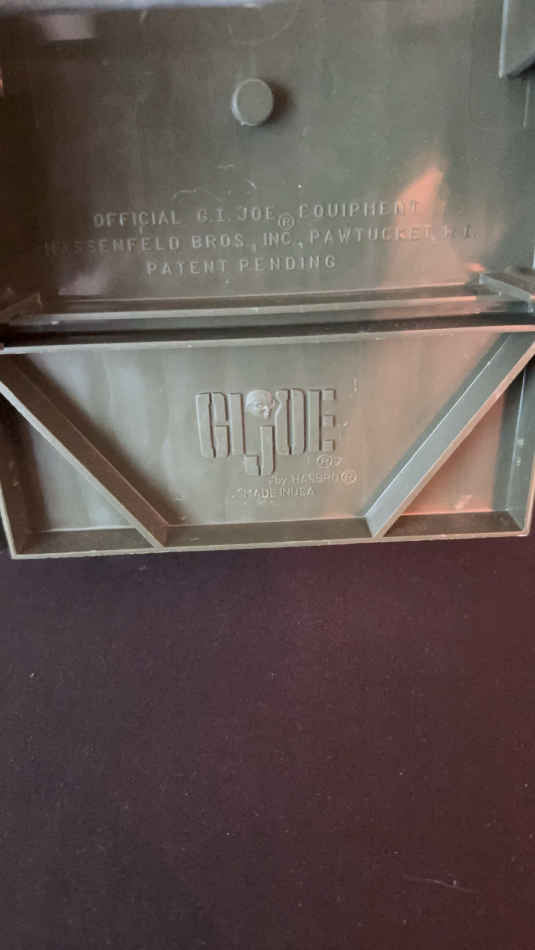 OFFICIAL G.I. JOE ® EQUIPMENT
HASSENFELD BROS., INC., PAWTUCKET, R.I.
PATENT PENDING
GI JOE
®
by HASBRO ®
MADE IN USA